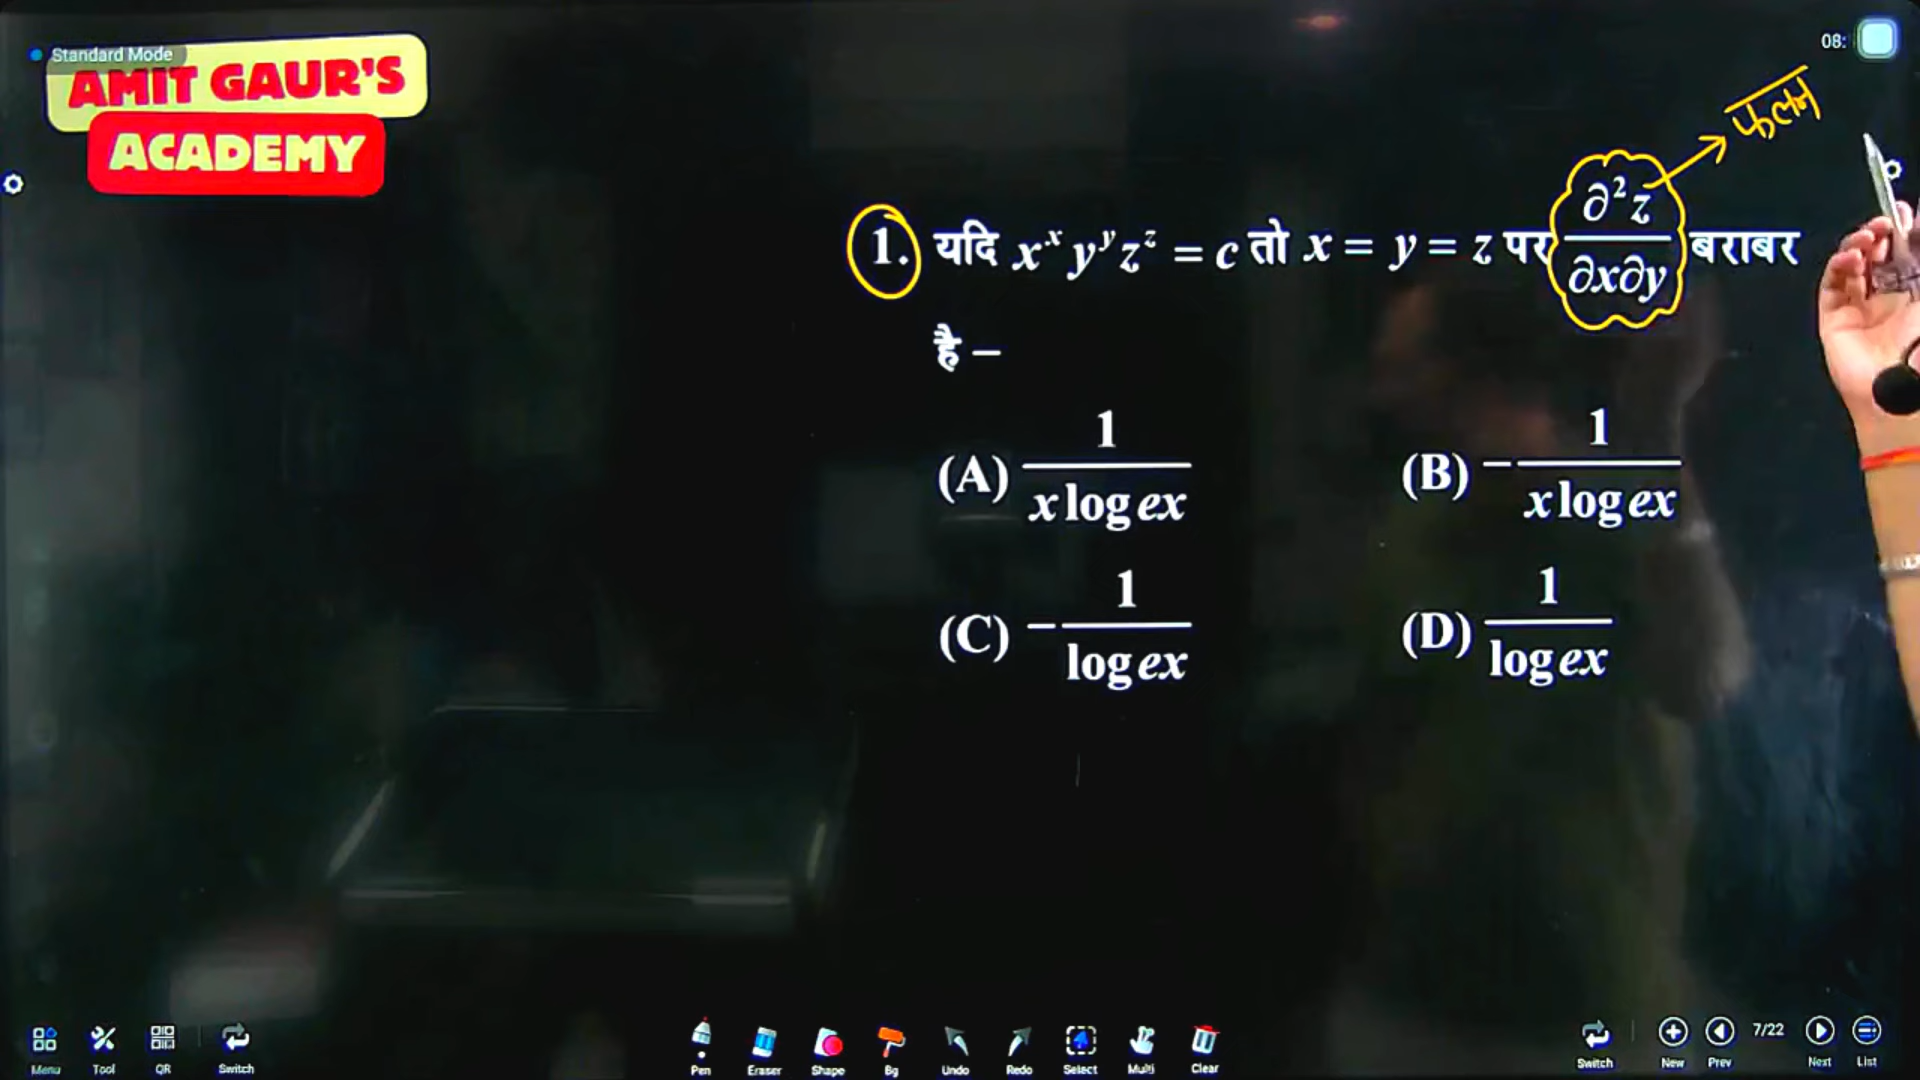 Standard Mode
08:
AMIT GAUR'S
ACADEMY
फलन
1. यदि x^x y^y z^z = c तो x = y = z पर ∂²z/∂x∂y बराबर
है –
(A) 1/(x log ex)
(B) –1/(x log ex)
(C) –1/(log ex)
(D) 1/(log ex)
Menu Tool QR Switch Pen Eraser Shape Bg Undo Redo Select Multi Clear Switch New Prev 7/22 Next List